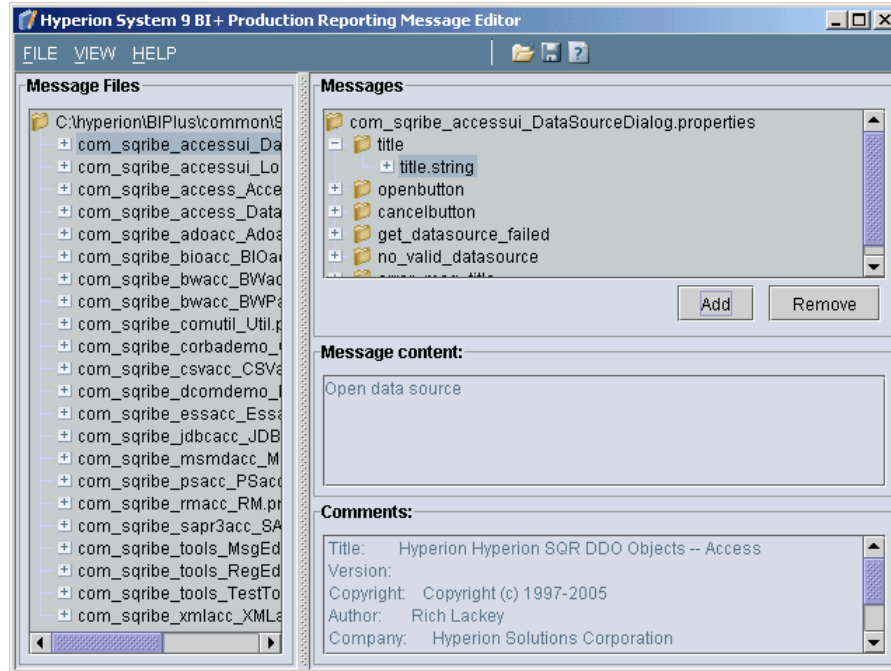 Hyperion System 9 BI+ Production Reporting Message Editor
FILE VIEW HELP
Message Files
C:\hyperion\BIPlus\common\S
com_sqribe_accessui_Da
com_sqribe_accessui_Lo
com_sqribe_access_Acce
com_sqribe_access_Data
com_sqribe_adoacc_Adoa
com_sqribe_bioacc_BIOa
com_sqribe_bwacc_BWac
com_sqribe_bwacc_BWPa
com_sqribe_comutil_Util.p
com_sqribe_corbademo_
com_sqribe_csvacc_CSVa
com_sqribe_dcomdemo_
com_sqribe_essacc_Essa
com_sqribe_jdbcacc_JDB
com_sqribe_msmdacc_M
com_sqribe_psacc_PSac
com_sqribe_rmacc_RM.pr
com_sqribe_sapr3acc_SA
com_sqribe_tools_MsgEd
com_sqribe_tools_RegEd
com_sqribe_tools_TestTo
com_sqribe_xmlacc_XMLa
Messages
com_sqribe_accessui_DataSourceDialog.properties
title
title.string
openbutton
cancelbutton
get_datasource_failed
no_valid_datasource
error_msg_title
Add Remove
Message content:
Open data source
Comments:
Title: Hyperion Hyperion SQR DDO Objects -- Access
Version:
Copyright: Copyright (c) 1997-2005
Author: Rich Lackey
Company: Hyperion Solutions Corporation